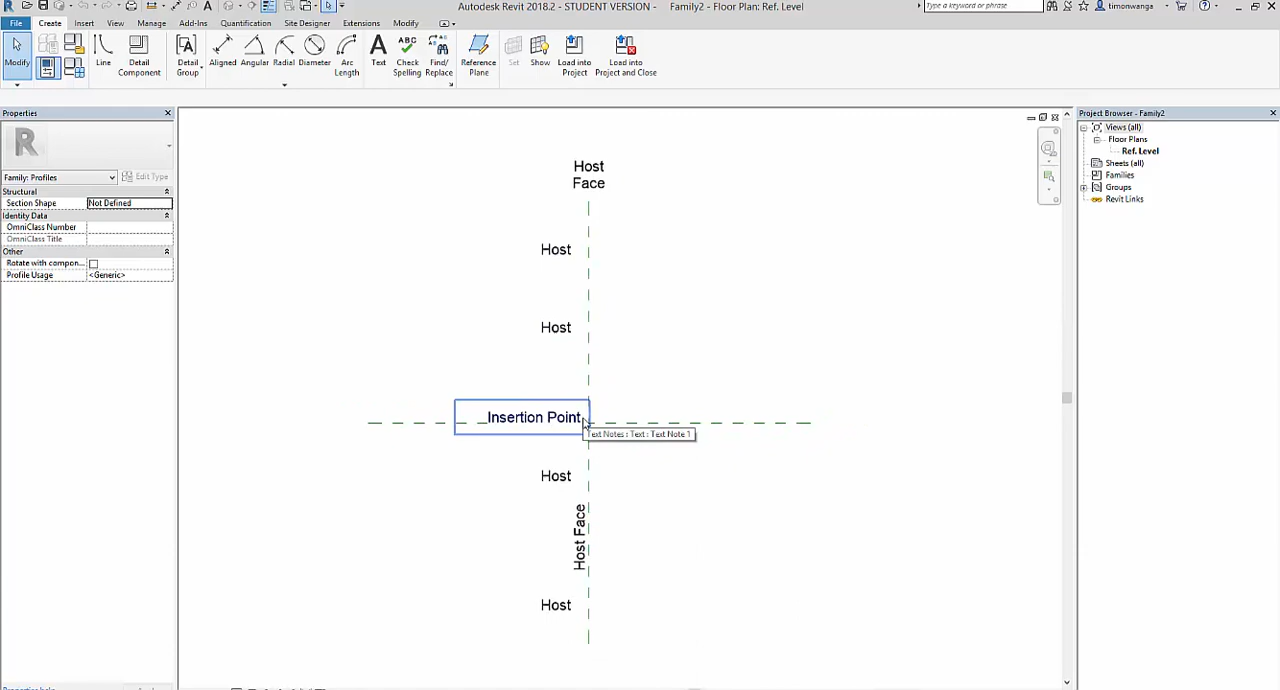 Autodesk Revit 2018.2 - STUDENT VERSION - Family2 - Floor Plan: Ref. Level
Type a keyword or phrase
timonwanga
File Create Insert View Manage Add-Ins Quantification Site Designer Extensions Modify
Modify
Line
Detail Component
Detail Group
Aligned
Angular
Radial
Diameter
Arc Length
Text
Check Spelling
Find/ Replace
Reference Plane
Set
Show
Load into Project
Load into Project and Close
Properties
Family: Profiles
Edit Type
Structural
Section Shape Not Defined
Identity Data
OmniClass Number
OmniClass Title
Other
Rotate with compon...
Profile Usage <Generic>
Properties help
Host
Face
Host
Host
Insertion Point
Text Notes : Text : Text Note 1
Host
Host Face
Host
Project Browser - Family2
Views (all)
Floor Plans
Ref. Level
Sheets (all)
Families
Groups
Revit Links